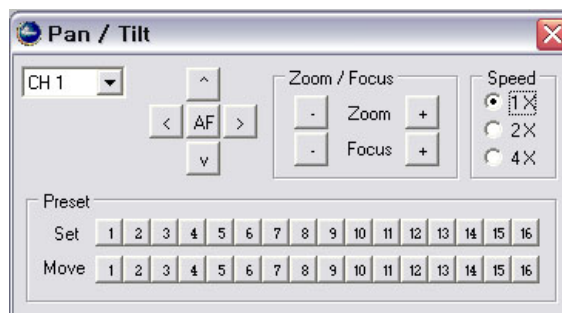 Pan / Tilt
CH 1
^
< AF >
v
Zoom / Focus
- Zoom +
- Focus +
Speed
1X
2X
4X
Preset
Set 1 2 3 4 5 6 7 8 9 10 11 12 13 14 15 16
Move 1 2 3 4 5 6 7 8 9 10 11 12 13 14 15 16